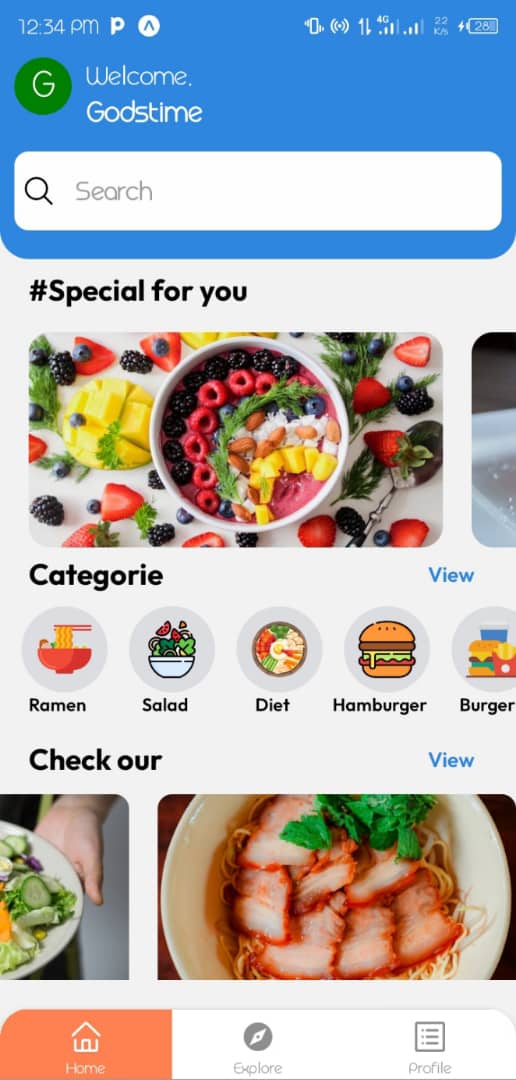 12:34 PM P 4G 2.2 K/s 28
G
Welcome,
Godstime
Search
#Special for you
Categorie View
Ramen Salad Diet Hamburger Burger
Check our View
Home Explore Profile